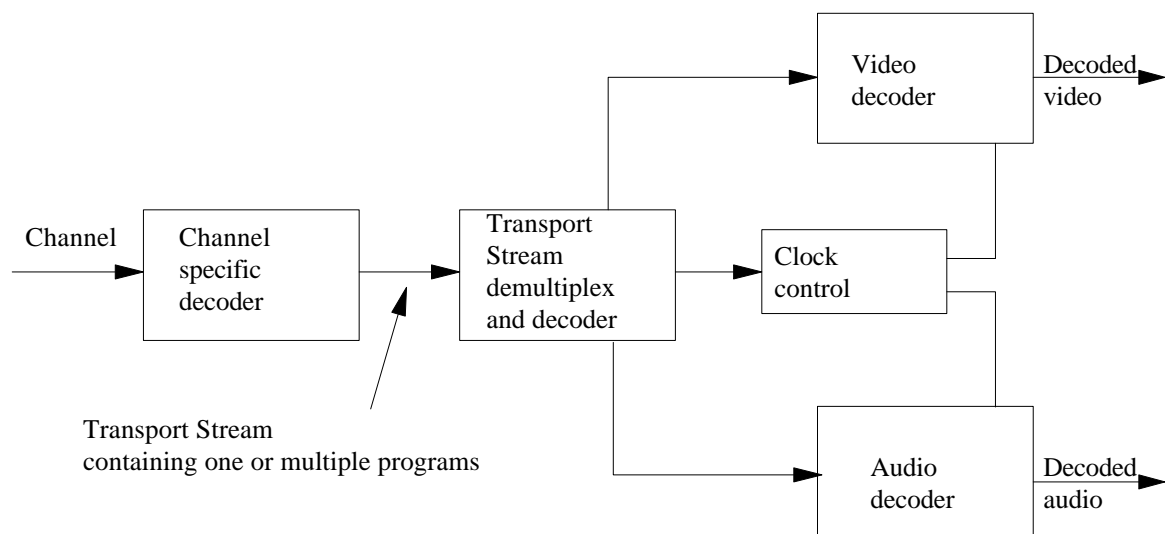 Channel
Channel
specific
decoder
Transport
Stream
demultiplex
and decoder
Video
decoder
Decoded
video
Clock
control
Transport Stream
containing one or multiple programs
Audio
decoder
Decoded
audio